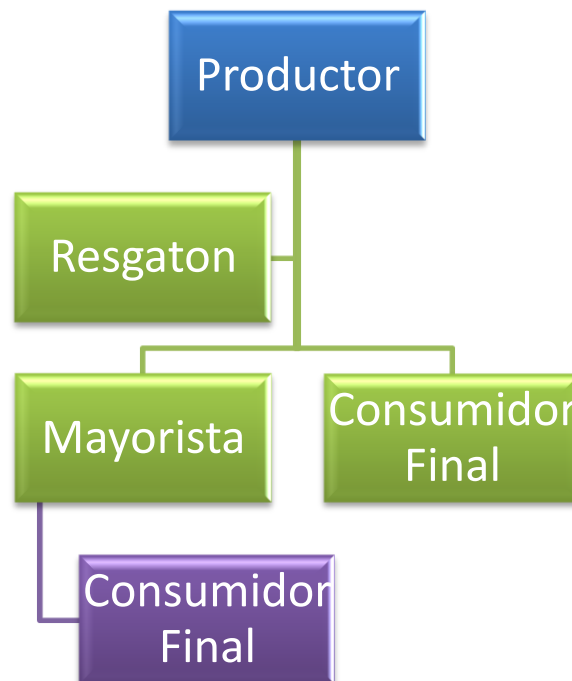 Productor
Resgaton
Mayorista
Consumidor
Final
Consumidor
Final